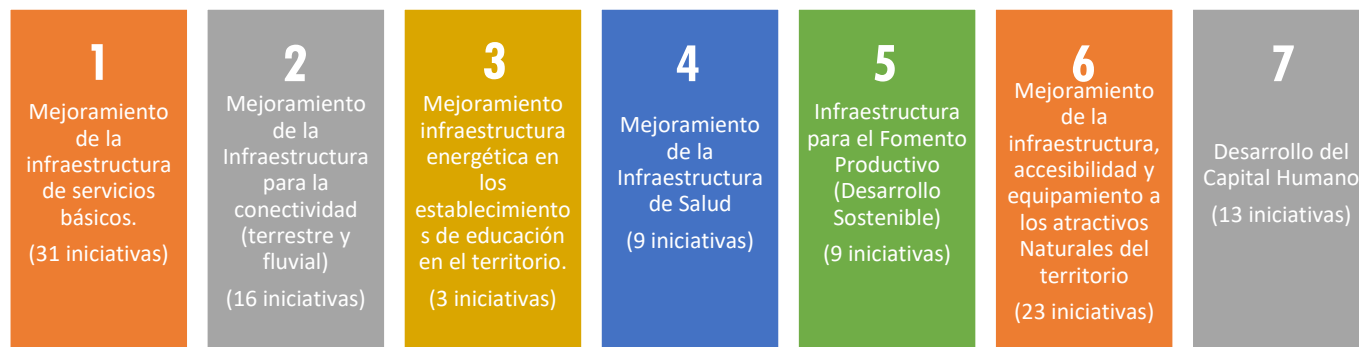 1
Mejoramiento
de la
infraestructura
de servicios
básicos.
(31 iniciativas)
2
Mejoramiento
de la
Infraestructura
para la
conectividad
(terrestre y
fluvial)
(16 iniciativas)
3
Mejoramiento
infraestructura
energética en
los
establecimiento
s de educación
en el territorio.
(3 iniciativas)
4
Mejoramiento
de la
Infraestructura
de Salud
(9 iniciativas)
5
Infraestructura
para el Fomento
Productivo
(Desarrollo
Sostenible)
(9 iniciativas)
6
Mejoramiento
de la
infraestructura,
accesibilidad y
equipamiento a
los atractivos
Naturales del
territorio
(23 iniciativas)
7
Desarrollo del
Capital Humano
(13 iniciativas)